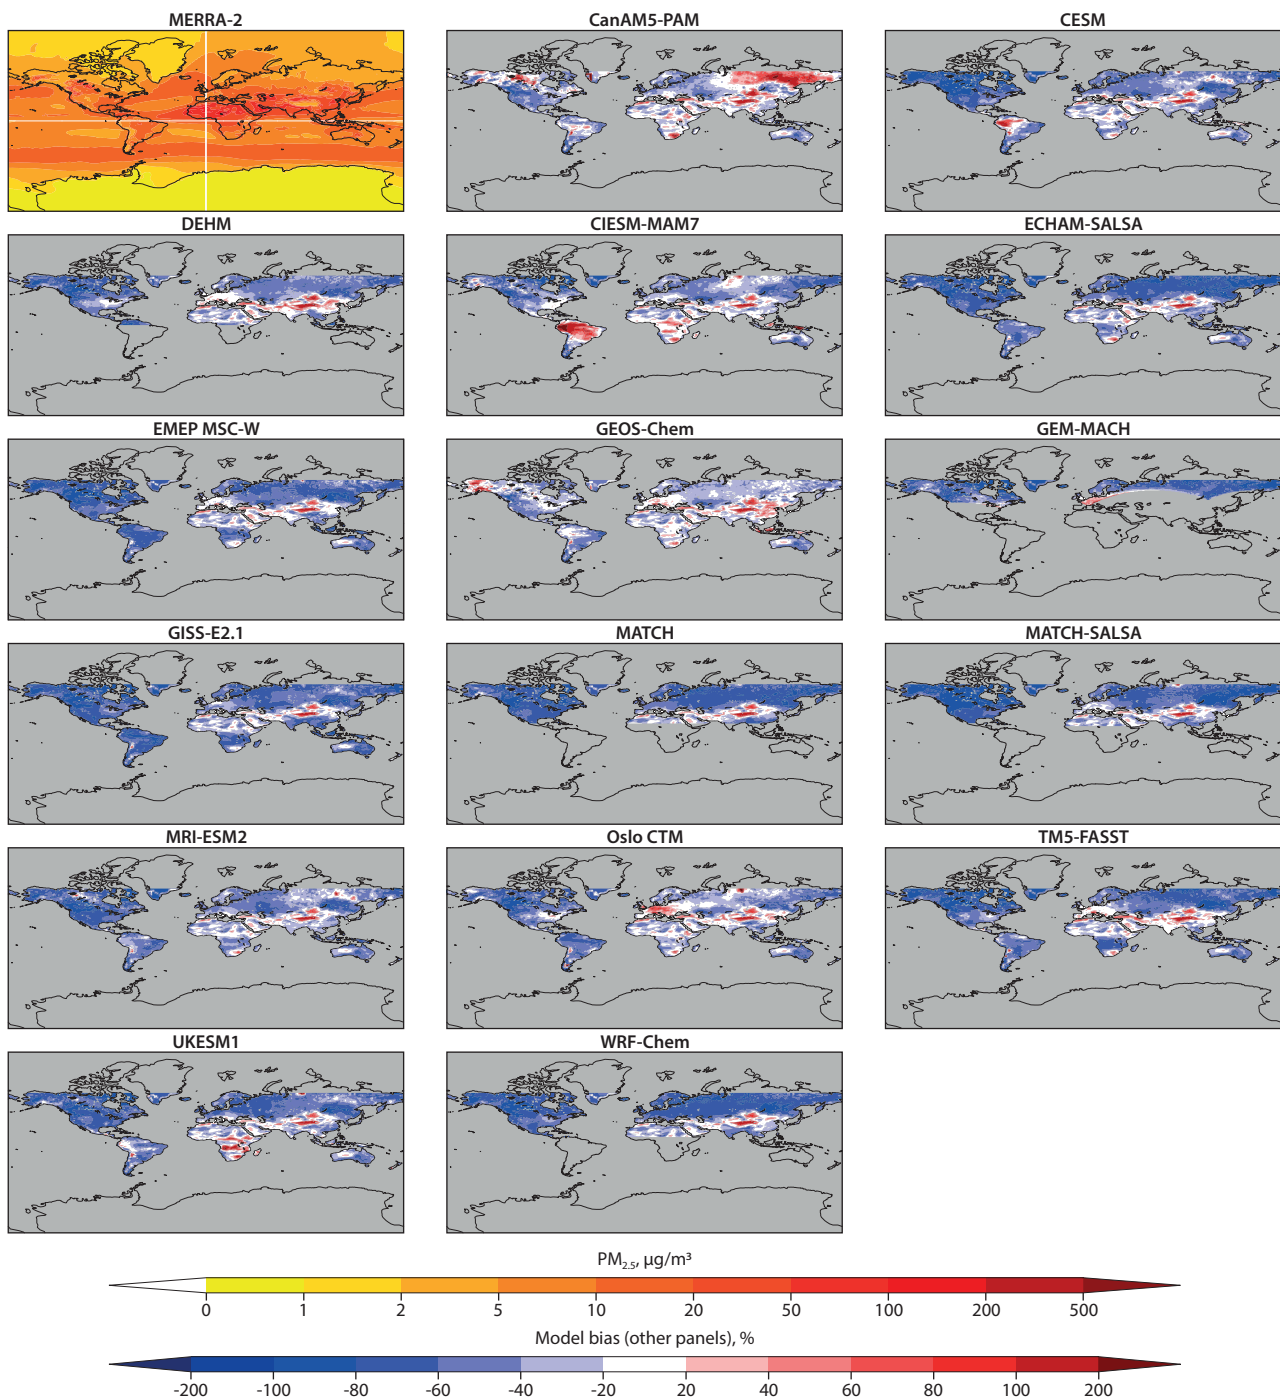 MERRA-2 CanAM5-PAM CESM
DEHM CIESM-MAM7 ECHAM-SALSA
EMEP MSC-W GEOS-Chem GEM-MACH
GISS-E2.1 MATCH MATCH-SALSA
MRI-ESM2 Oslo CTM TM5-FASST
UKESM1 WRF-Chem
PM₂.₅, µg/m³
0 1 2 5 10 20 50 100 200 500
Model bias (other panels), %
-200 -100 -80 -60 -40 -20 20 40 60 80 100 200